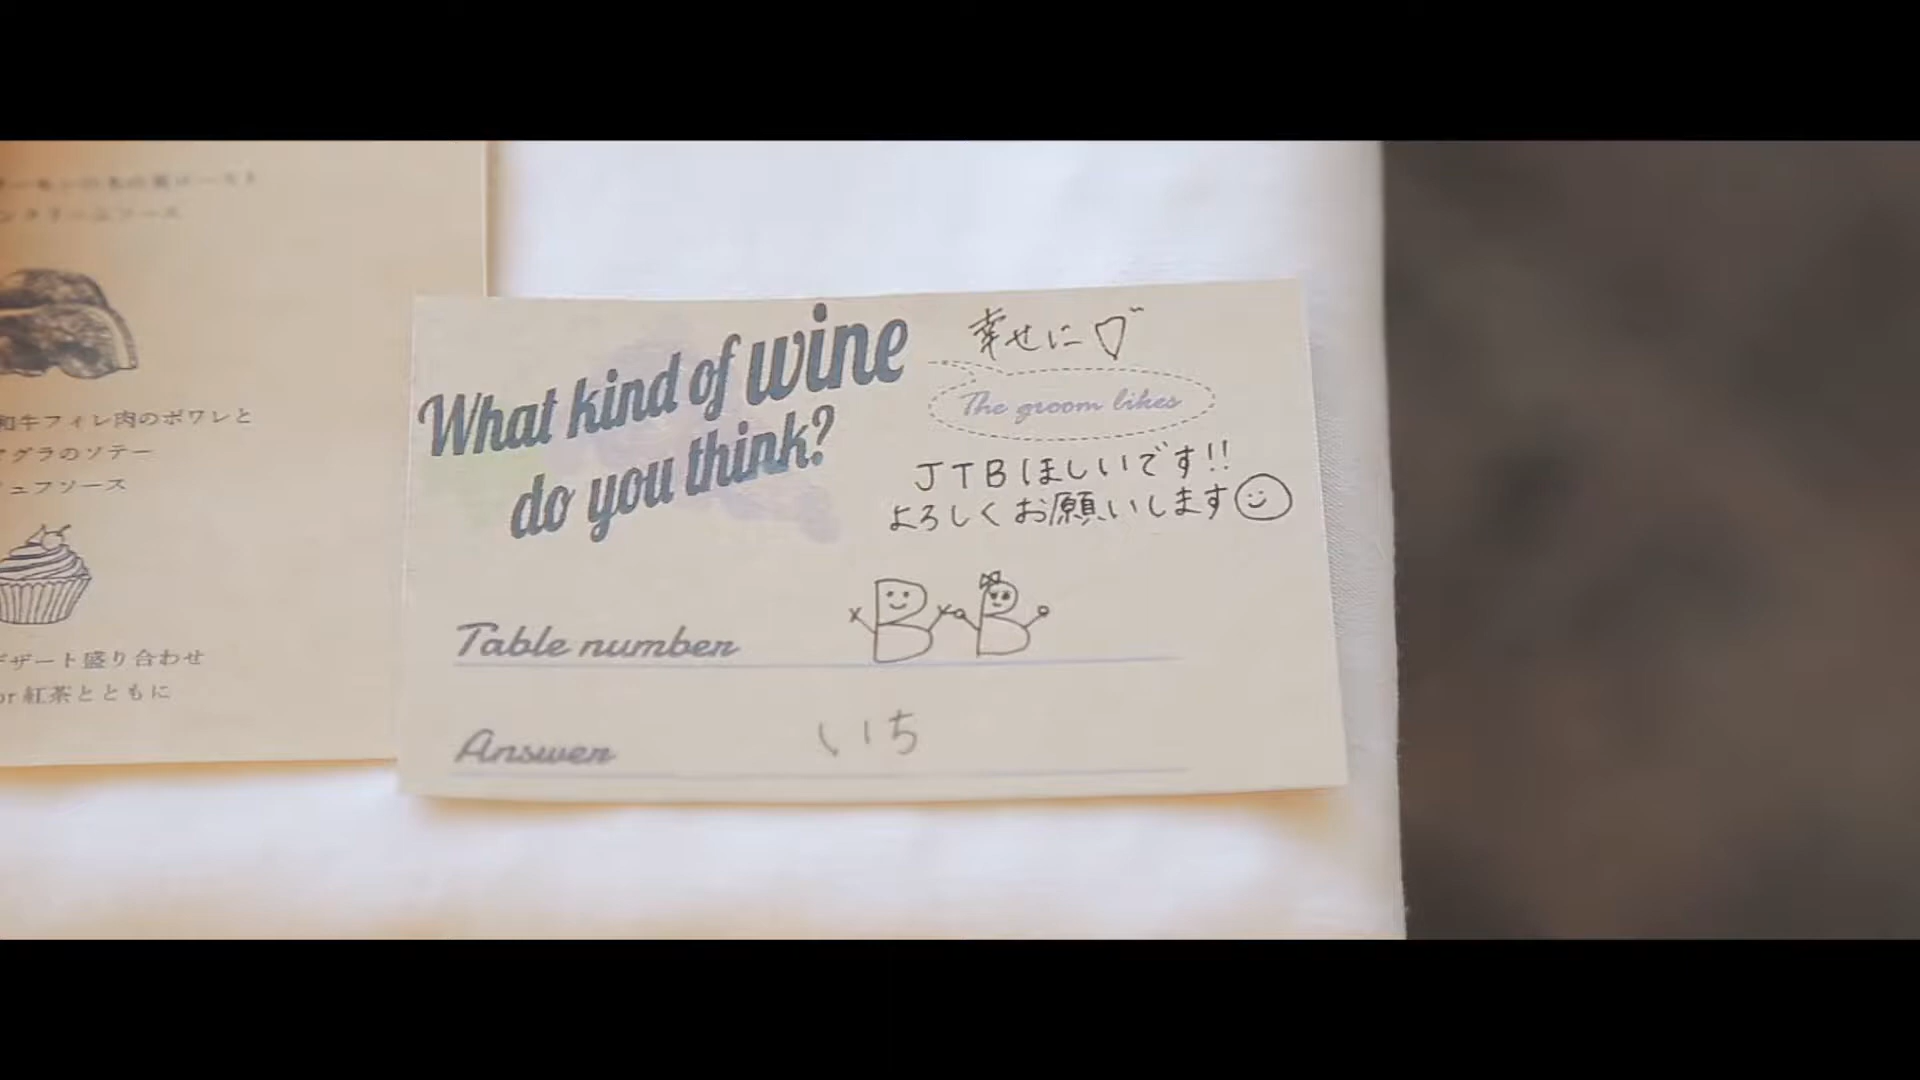 和牛フィレ肉のポワレと
グラのソテー
ュフソース
デザート盛り合わせ
or 紅茶とともに
What kind of wine
do you think?
幸せに♡
The groom likes
JTBほしいです!!
よろしくお願いします☺
Table number B B
Answer いち